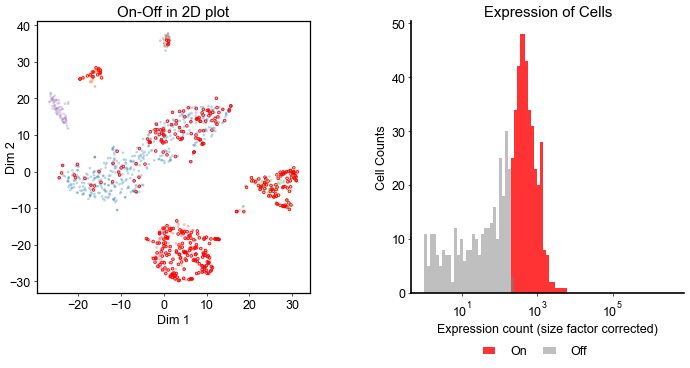 On-Off in 2D plot
40
30
20
10
0
−10
−20
−30
Dim 2
−20 −10 0 10 20 30
Dim 1
Expression of Cells
50
40
30
20
10
0
Cell Counts
10^1 10^3 10^5
Expression count (size factor corrected)
On Off